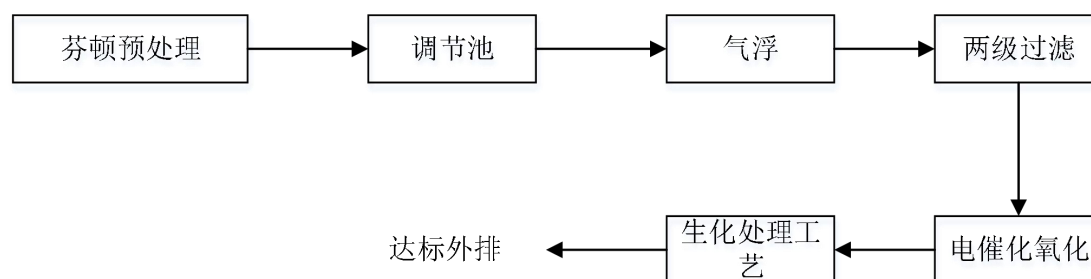 芬顿预处理
调节池
气浮
两级过滤
电催化氧化
生化处理工
艺
达标外排